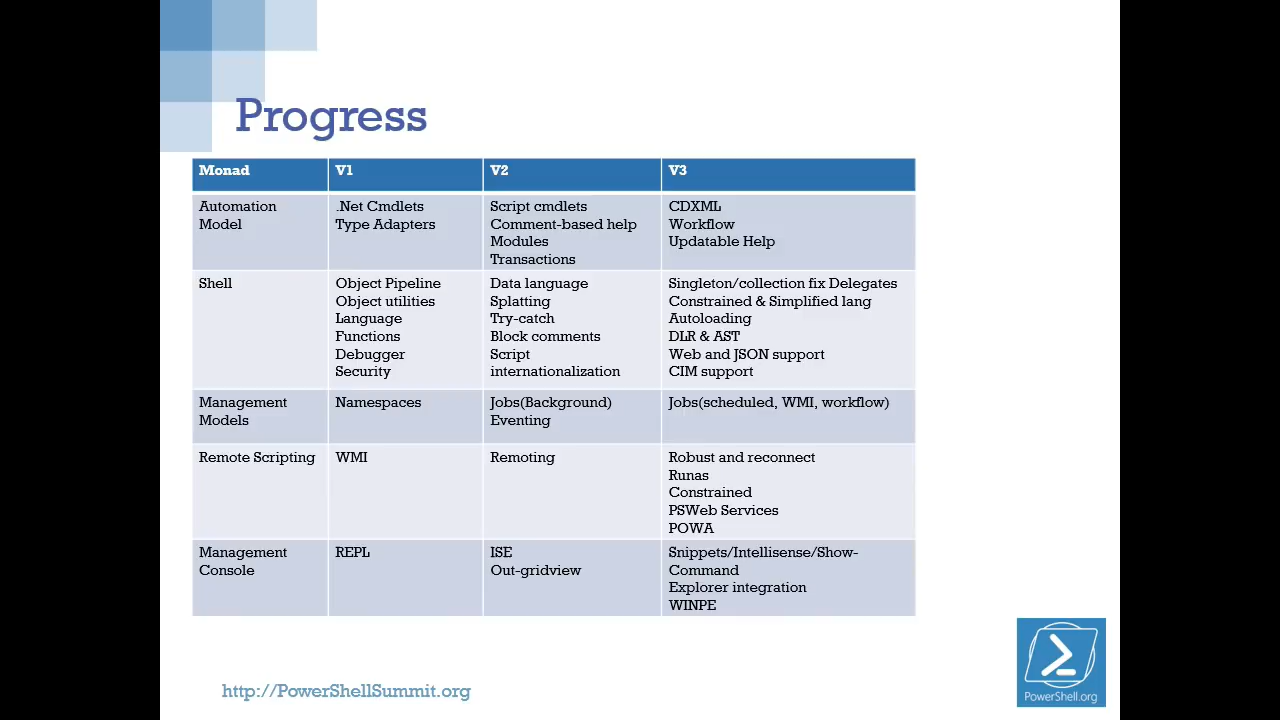 Progress
Monad V1 V2 V3
Automation Model
.Net Cmdlets
Type Adapters
Script cmdlets
Comment-based help
Modules
Transactions
CDXML
Workflow
Updatable Help
Shell
Object Pipeline
Object utilities
Language
Functions
Debugger
Security
Data language
Splatting
Try-catch
Block comments
Script
internationalization
Singleton/collection fix Delegates
Constrained & Simplified lang
Autoloading
DLR & AST
Web and JSON support
CIM support
Management
Models
Namespaces
Jobs(Background)
Eventing
Jobs(scheduled, WMI, workflow)
Remote Scripting
WMI
Remoting
Robust and reconnect
Runas
Constrained
PSWeb Services
POWA
Management
Console
REPL
ISE
Out-gridview
Snippets/Intellisense/Show-
Command
Explorer integration
WINPE
http://PowerShellSummit.org
PowerShell.org